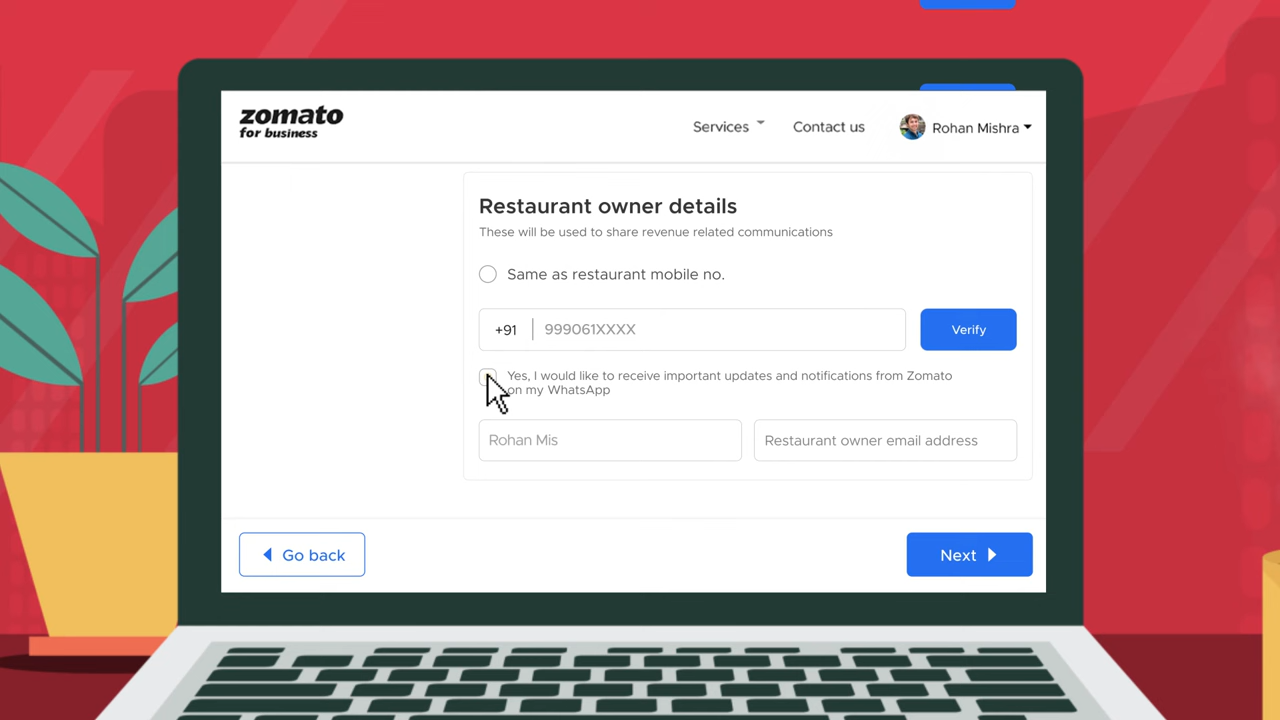 zomato
for business
Services
Contact us
Rohan Mishra
Restaurant owner details
These will be used to share revenue related communications
Same as restaurant mobile no.
+91 999061XXXX
Verify
Yes, I would like to receive important updates and notifications from Zomato
on my WhatsApp
Rohan Mis
Restaurant owner email address
Go back
Next